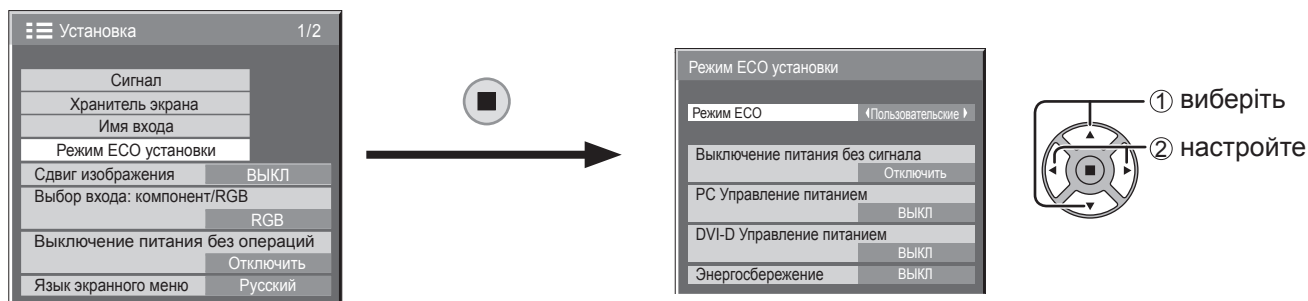 Установка 1/2
Сигнал
Хранитель экрана
Имя входа
Режим ECO установки
Сдвиг изображения ВЫКЛ
Выбор входа: компонент/RGB
RGB
Выключение питания без операций
Отключить
Язык экранного меню Русский
Режим ECO установки
Режим ECO Пользовательские
Выключение питания без сигнала
Отключить
PC Управление питанием
ВЫКЛ
DVI-D Управление питанием
ВЫКЛ
Энергосбережение ВЫКЛ
① виберіть
② настройте